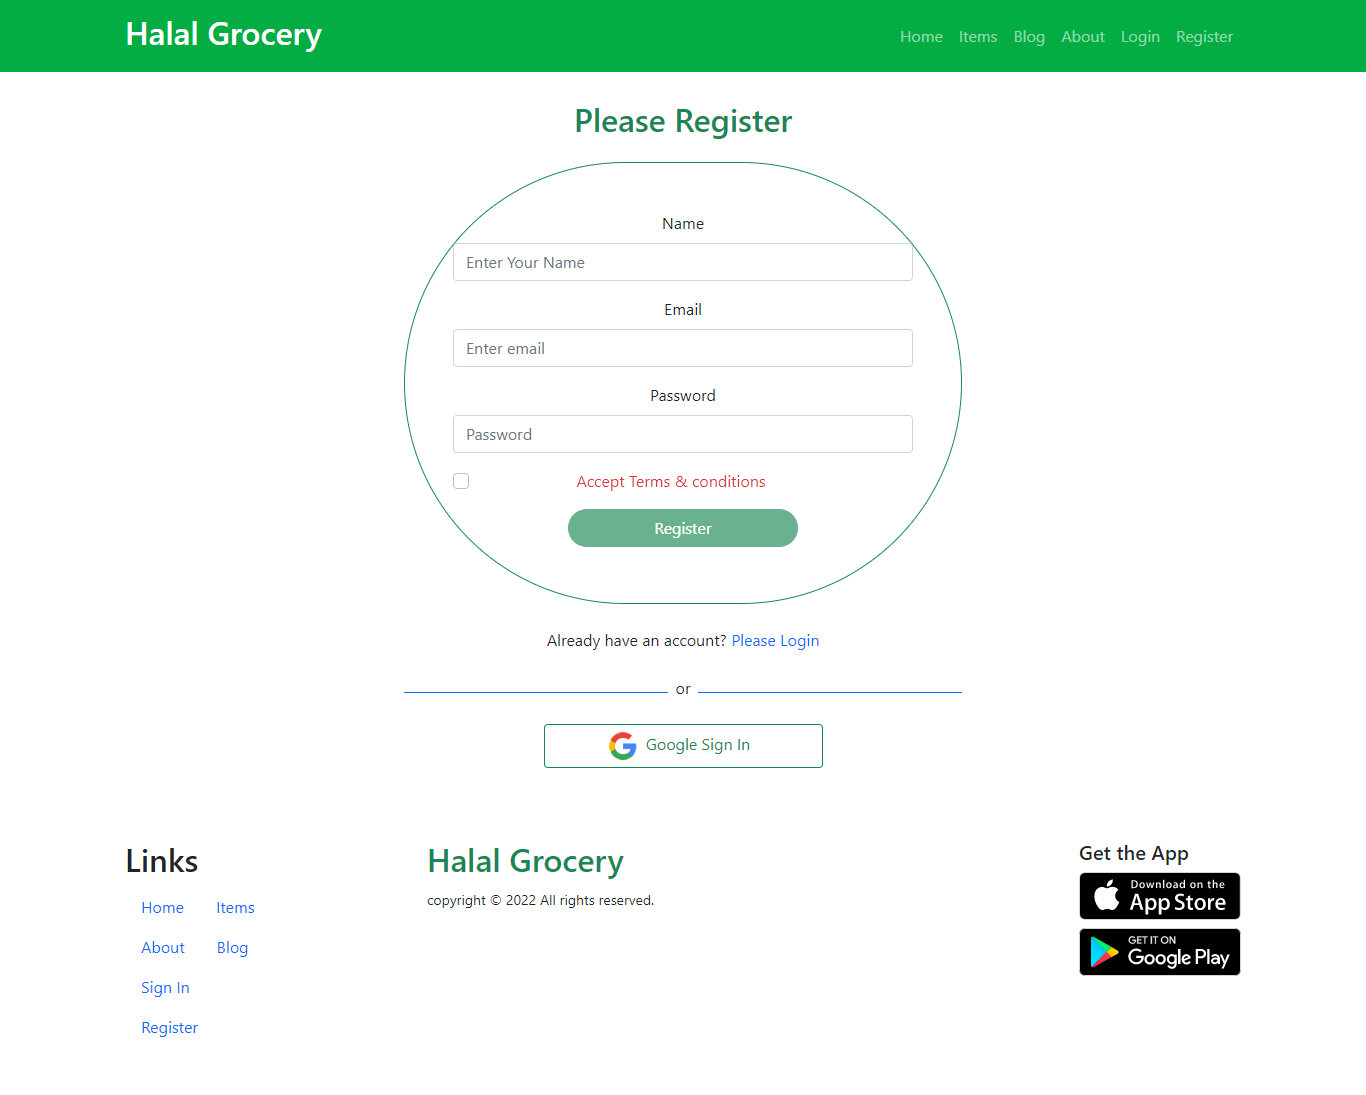 Halal Grocery
Home Items Blog About Login Register
Please Register
Name
Enter Your Name
Email
Enter email
Password
Password
Accept Terms & conditions
Register
Already have an account? Please Login
or
Google Sign In
Links
Home Items
About Blog
Sign In
Register
Halal Grocery
copyright © 2022 All rights reserved.
Get the App
Download on the
App Store
GET IT ON
Google Play